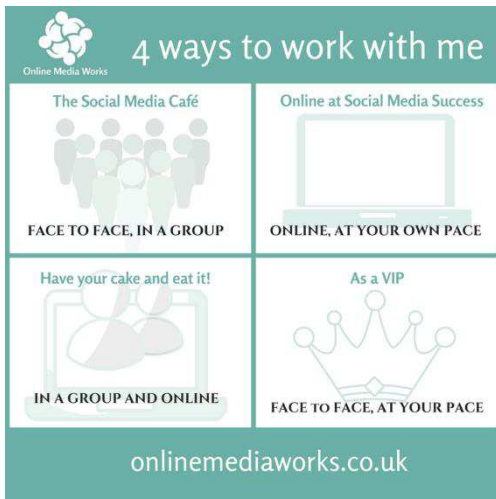 4 ways to work with me
Online Media Works
The Social Media Café
FACE TO FACE, IN A GROUP
Online at Social Media Success
ONLINE, AT YOUR OWN PACE
Have your cake and eat it!
IN A GROUP AND ONLINE
As a VIP
FACE TO FACE, AT YOUR PACE
onlinemediaworks.co.uk